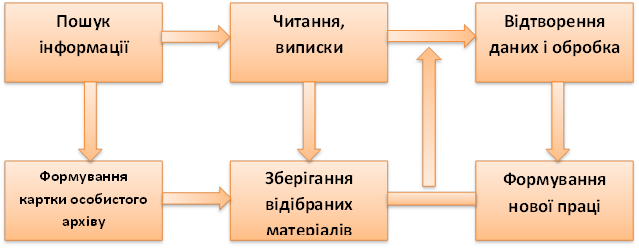 Пошук
інформації
Читання,
виписки
Відтворення
даних і обробка
Формування
картки особистого
архіву
Зберігання
відібраних
матеріалів
Формування
нової праці